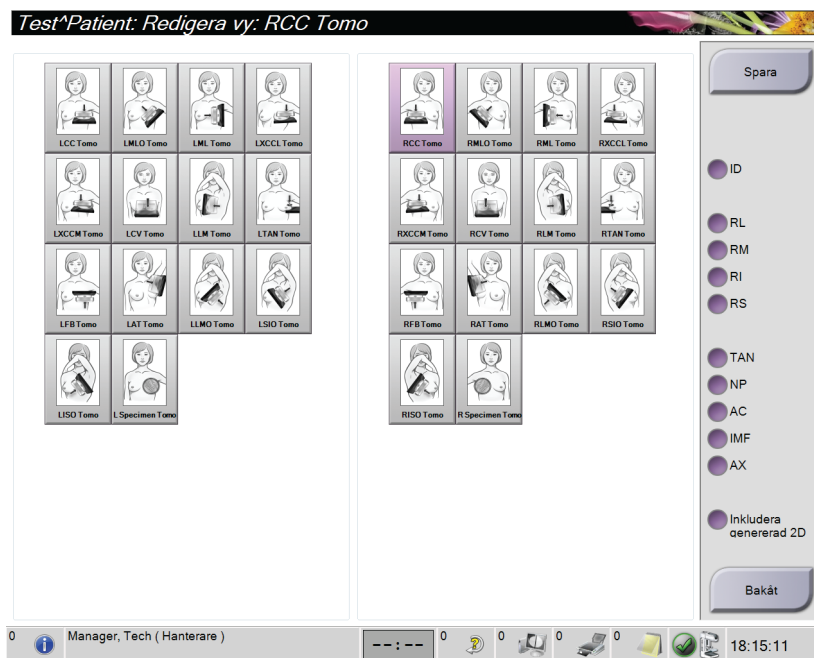 Test^Patient: Redigera vy: RCC Tomo
LCC Tomo
LMLO Tomo
LML Tomo
LXCCL Tomo
LXCCM Tomo
LCV Tomo
LLM Tomo
LTAN Tomo
LFB Tomo
LAT Tomo
LLMO Tomo
LSIO Tomo
LISO Tomo
L Specimen Tomo
RCC Tomo
RMLO Tomo
RML Tomo
RXCCL Tomo
RXCCM Tomo
RCV Tomo
RLM Tomo
RTAN Tomo
RFB Tomo
RAT Tomo
RLMO Tomo
RSIO Tomo
RISO Tomo
R Specimen Tomo
Spara
ID
RL
RM
RI
RS
TAN
NP
AC
IMF
AX
Inkludera
genererad 2D
Bakåt
0
Manager, Tech ( Hanterare )
--:--
0
0
0
0
18:15:11